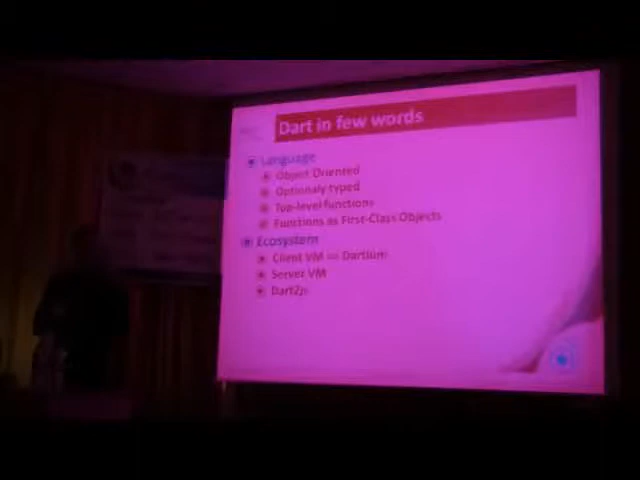 Dart in few words
Language
Object Oriented
Optionaly typed
Top-level functions
Functions as First-Class Objects
Ecosystem
Client VM == Dartium
Server VM
Dart2js